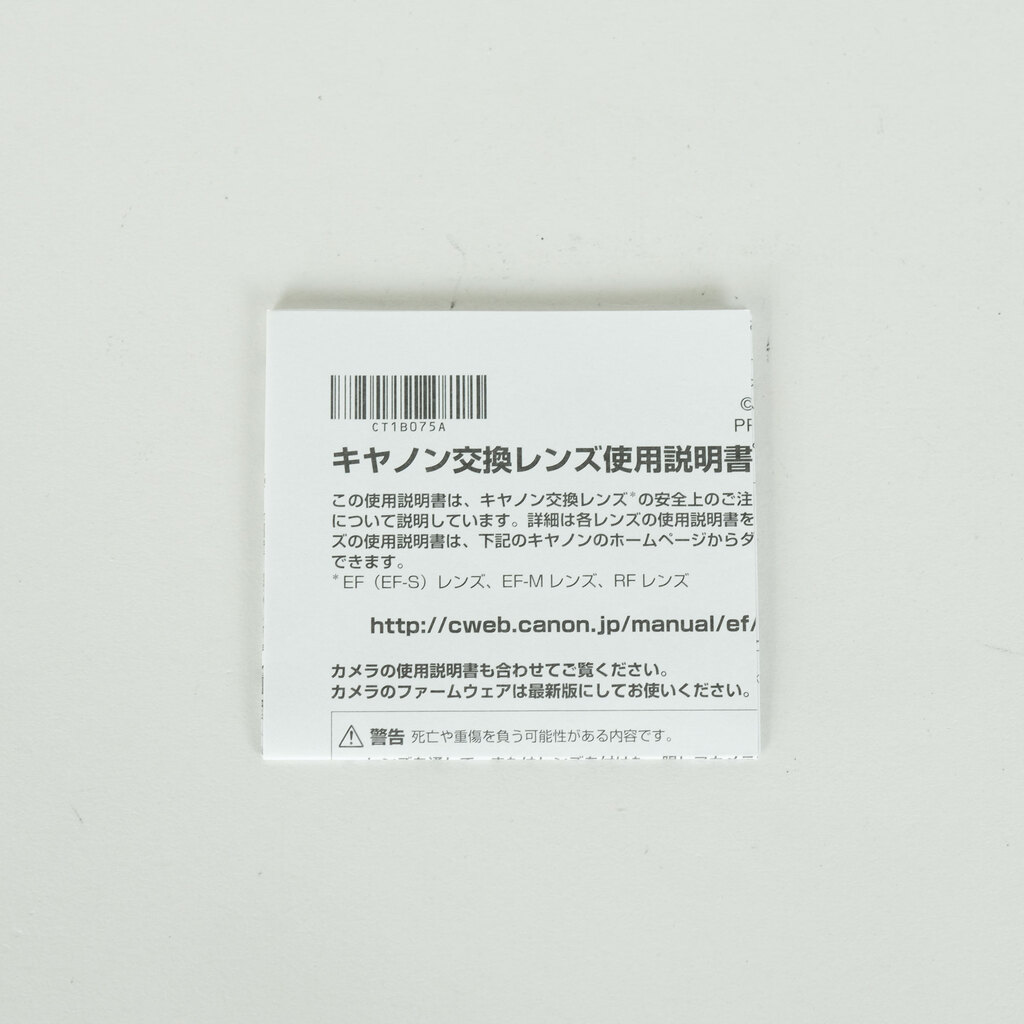 CT1B075A
©
PR
キヤノン交換レンズ使用説明書
この使用説明書は、キヤノン交換レンズ*の安全上のご注
について説明しています。詳細は各レンズの使用説明書を
ズの使用説明書は、下記のキヤノンのホームページからダ
できます。
*EF（EF-S）レンズ、EF-M レンズ、RF レンズ
http://cweb.canon.jp/manual/ef/
カメラの使用説明書も合わせてご覧ください。
カメラのファームウェアは最新版にしてお使いください。
警告 死亡や重傷を負う可能性がある内容です。